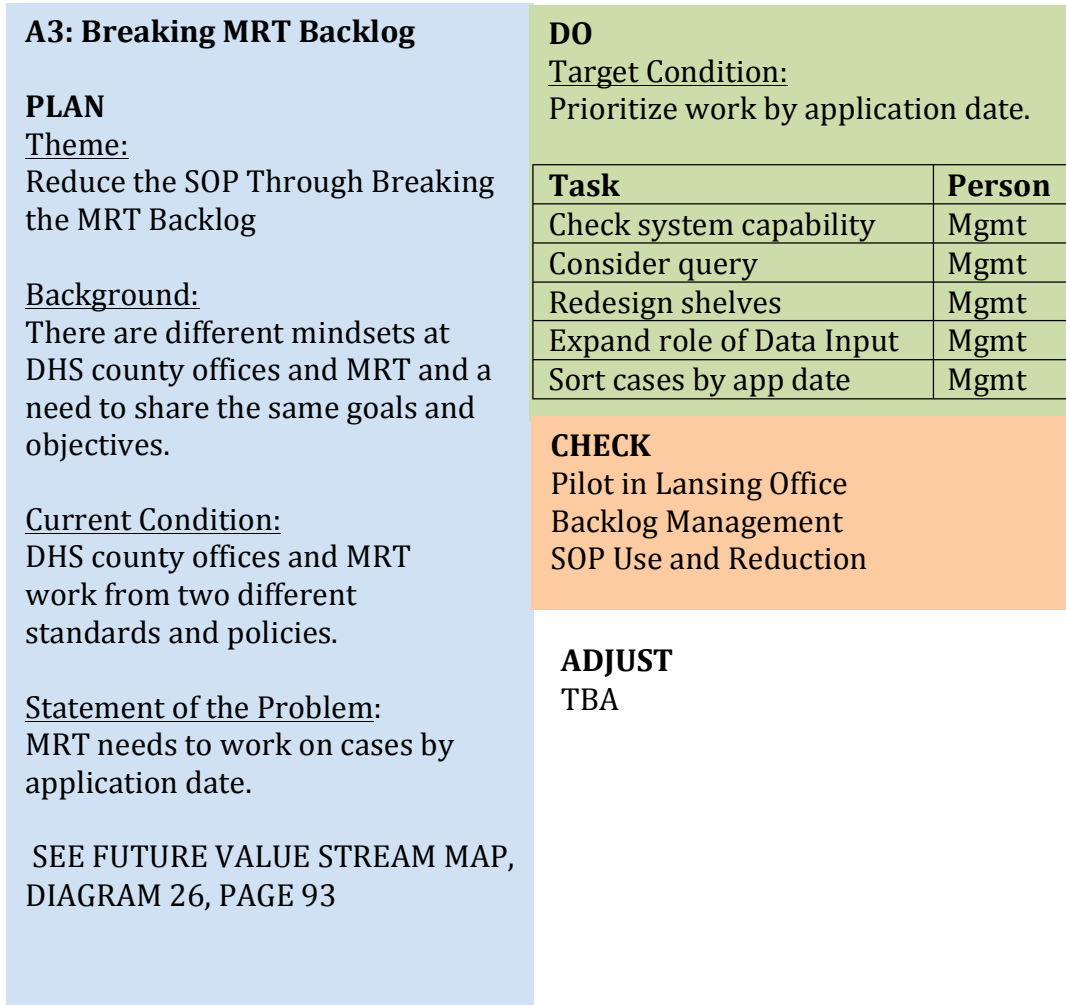 A3: Breaking MRT Backlog
PLAN
Theme:
Reduce the SOP Through Breaking
the MRT Backlog
Background:
There are different mindsets at
DHS county offices and MRT and a
need to share the same goals and
objectives.
Current Condition:
DHS county offices and MRT
work from two different
standards and policies.
Statement of the Problem:
MRT needs to work on cases by
application date.
SEE FUTURE VALUE STREAM MAP,
DIAGRAM 26, PAGE 93
DO
Target Condition:
Prioritize work by application date.
Task Person
Check system capability Mgmt
Consider query Mgmt
Redesign shelves Mgmt
Expand role of Data Input Mgmt
Sort cases by app date Mgmt
CHECK
Pilot in Lansing Office
Backlog Management
SOP Use and Reduction
ADJUST
TBA